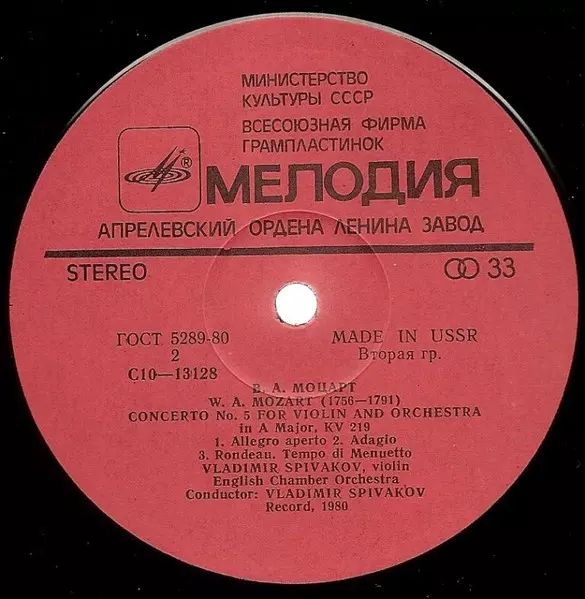 МИНИСТЕРСТВО
КУЛЬТУРЫ СССР
ВСЕСОЮЗНАЯ ФИРМА
ГРАМПЛАСТИНОК
®
МЕЛОДИЯ
АПРЕЛЕВСКИЙ ОРДЕНА ЛЕНИНА ЗАВОД
STEREO 33
ГОСТ 5289-80 MADE IN USSR
2 Вторая гр.
С10—13128
В. А. МОЦАРТ
W. A. MOZART (1756—1791)
CONCERTO No. 5 FOR VIOLIN AND ORCHESTRA
in A Major, KV 219
1. Allegro aperto 2. Adagio
3. Rondeau. Tempo di Menuetto
VLADIMIR SPIVAKOV, violin
English Chamber Orchestra
Conductor: VLADIMIR SPIVAKOV
Record, 1980